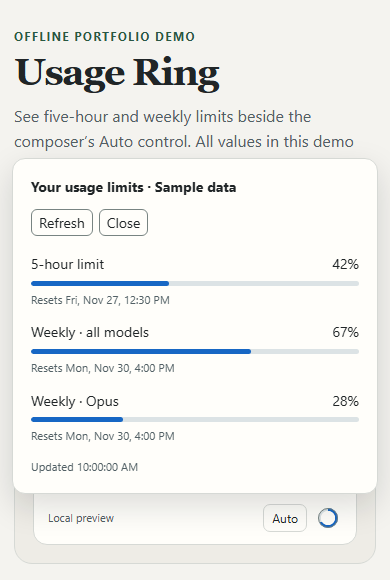 OFFLINE PORTFOLIO DEMO
Usage Ring
See five-hour and weekly limits beside the
composer's Auto control. All values in this demo
Your usage limits · Sample data
Refresh Close
5-hour limit 42%
Resets Fri, Nov 27, 12:30 PM
Weekly · all models 67%
Resets Mon, Nov 30, 4:00 PM
Weekly · Opus 28%
Resets Mon, Nov 30, 4:00 PM
Updated 10:00:00 AM
Local preview Auto